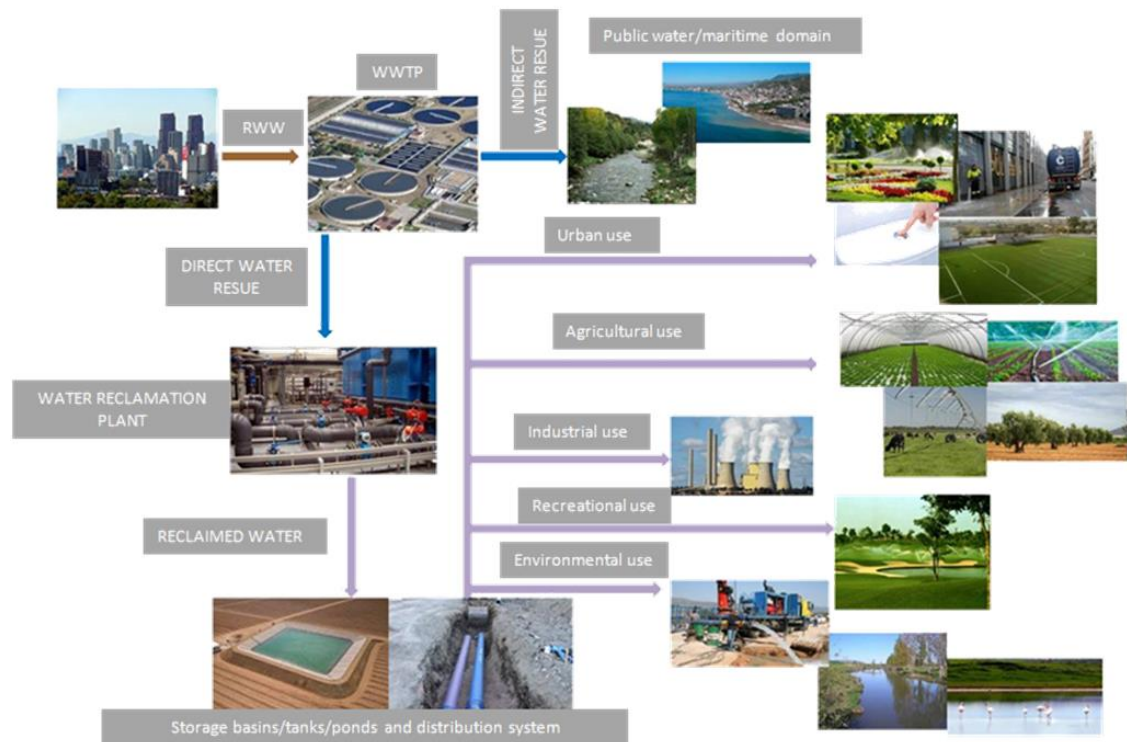 Public water/maritime domain
WWTP
INDIRECT
WATER RESUE
RWW
Urban use
DIRECT WATER
RESUE
Agricultural use
WATER RECLAMATION
PLANT
Industrial use
Recreational use
RECLAIMED WATER
Environmental use
Storage basins/tanks/ponds and distribution system